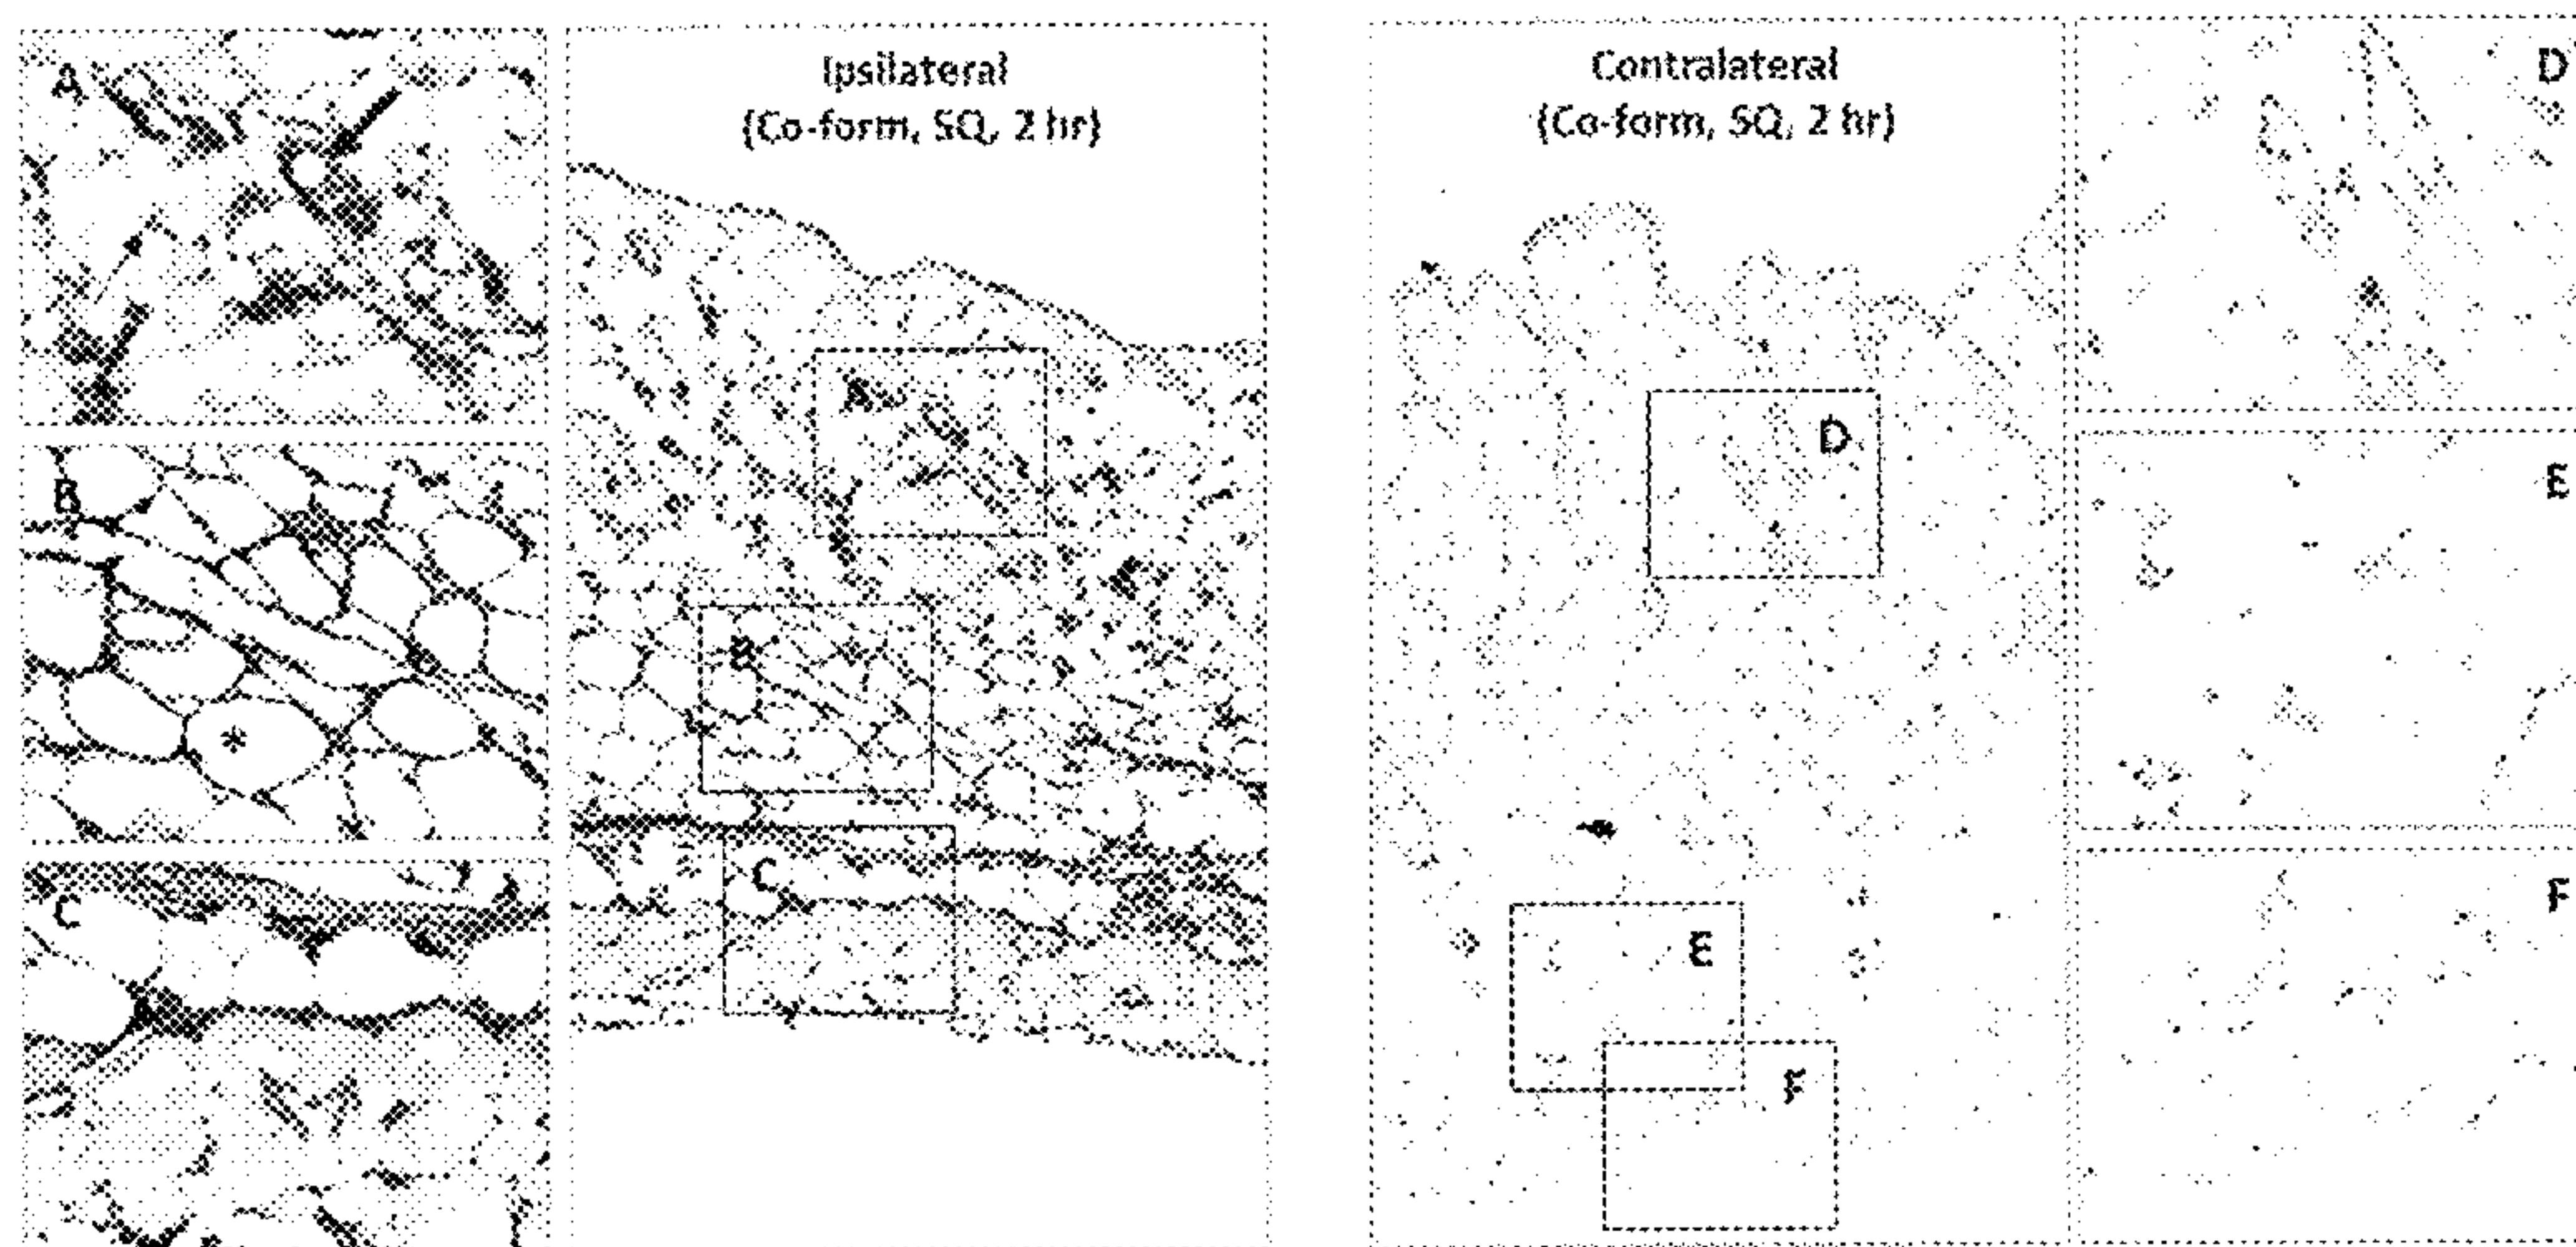 A
Ipsilateral
(Co-form, SQ, 2 hr)
A
B
C
B
*
C
Contralateral
(Co-form, SQ, 2 hr)
D
E
F
D
E
F